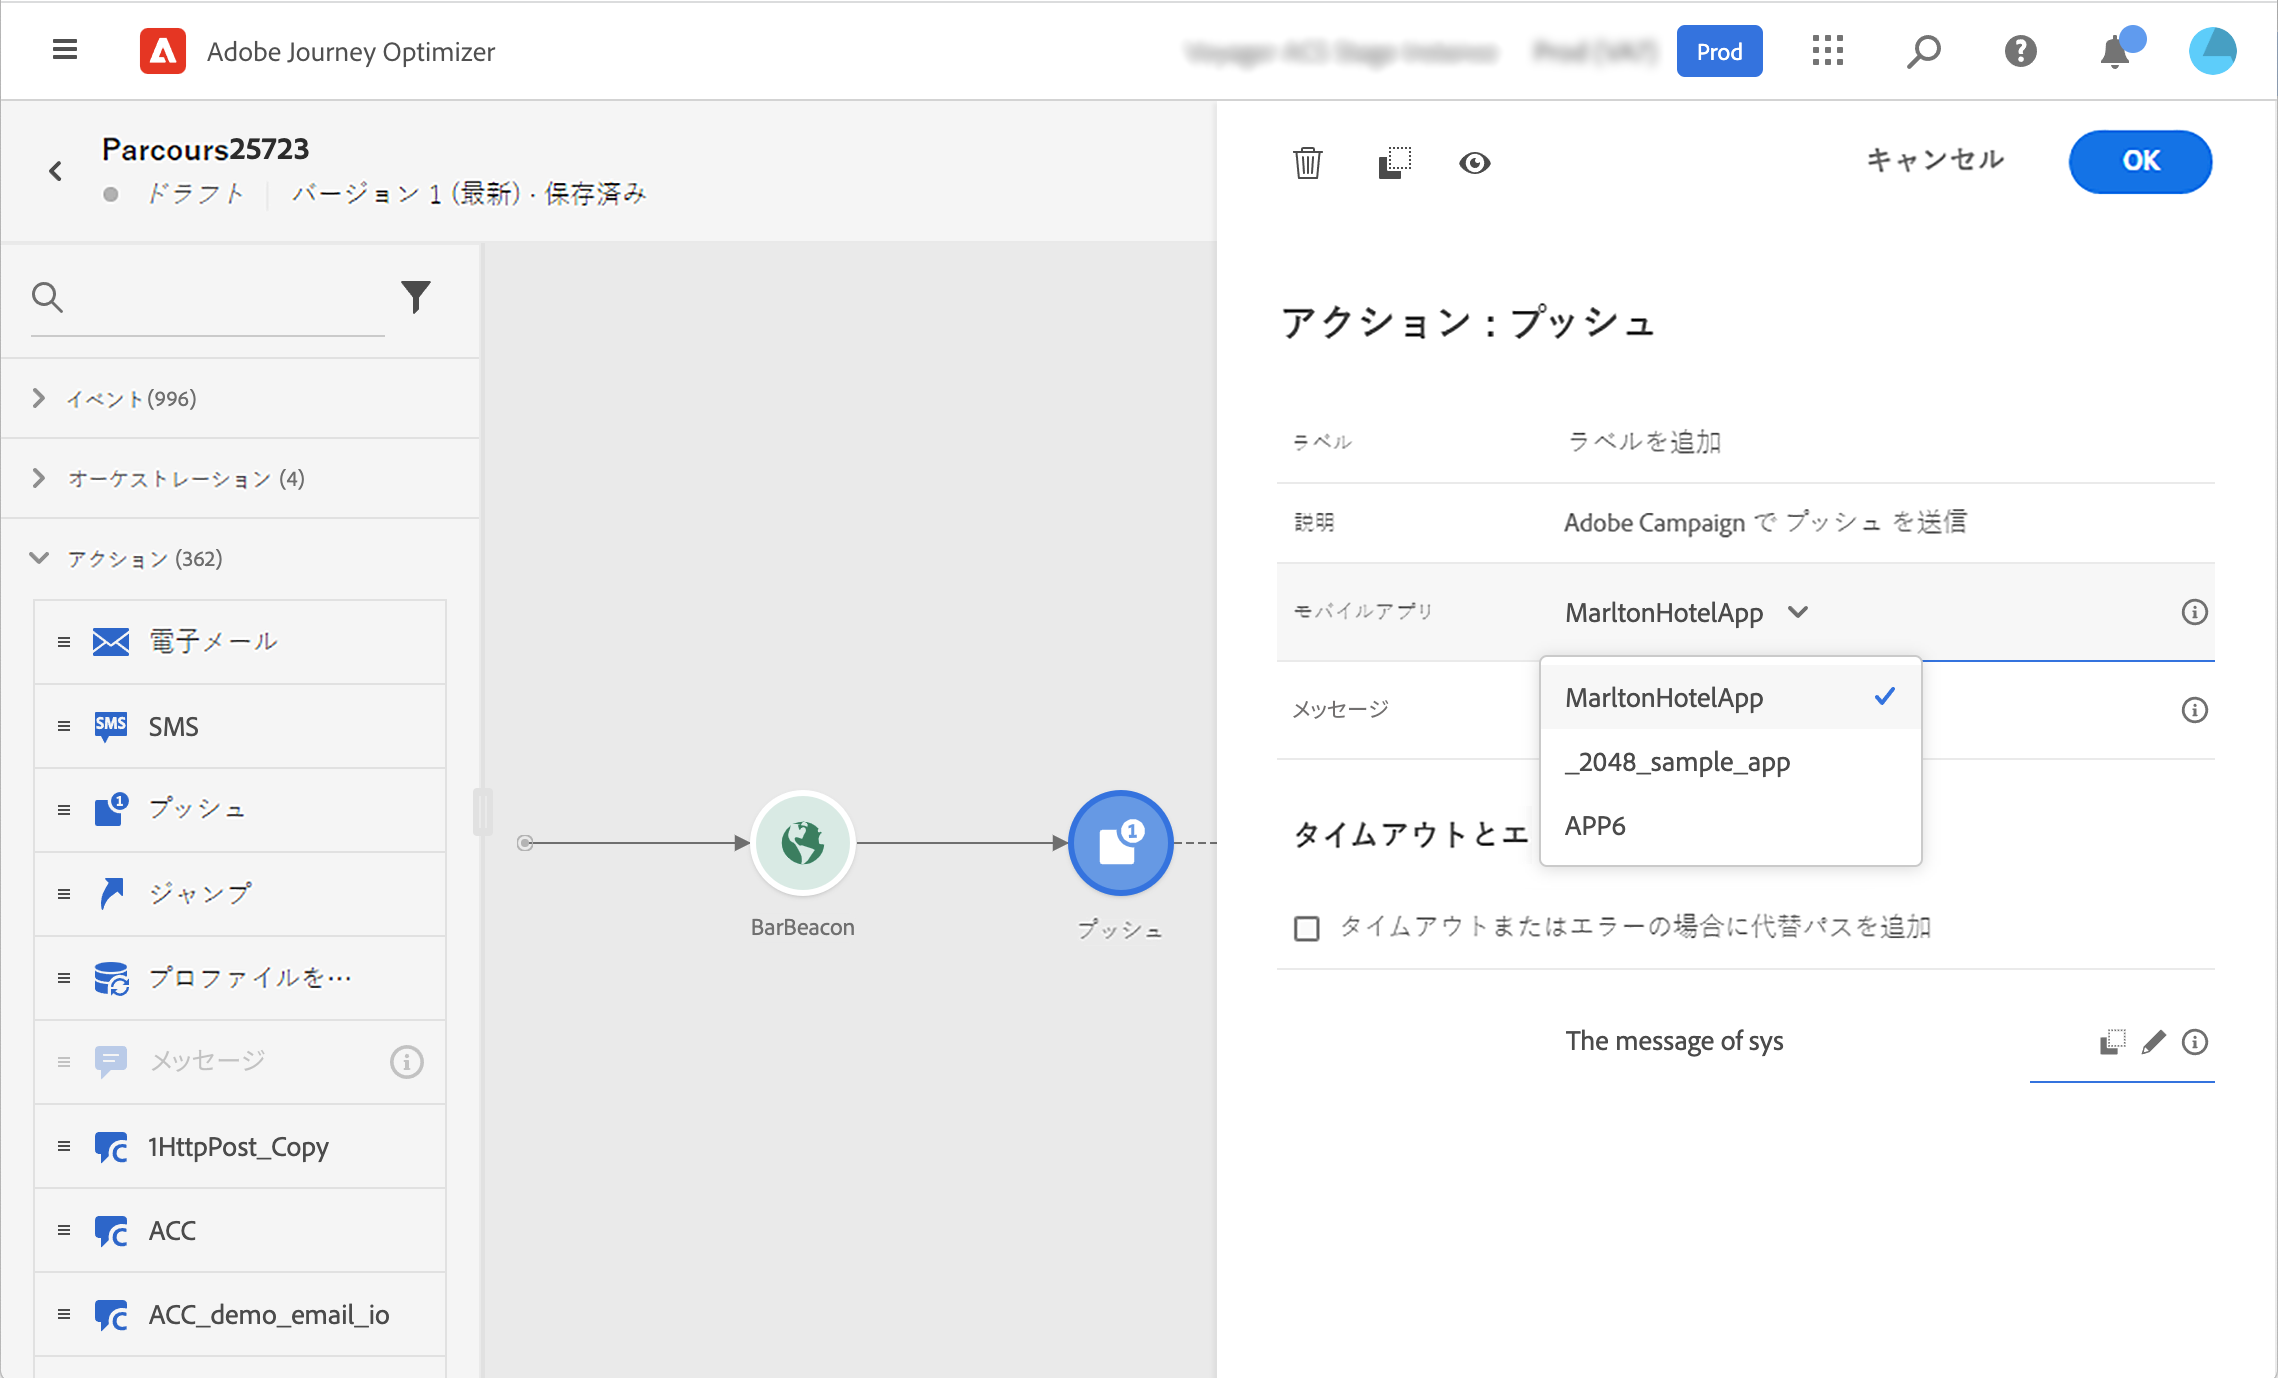 Adobe Journey Optimizer
Prod
Parcours25723
ドラフト
バージョン 1 (最新) · 保存済み
イベント(996)
オーケストレーション (4)
アクション (362)
電子メール
SMS
SMS
1
プッシュ
ジャンプ
プロファイルを…
メッセージ
1HttpPost_Copy
ACC
ACC_demo_email_io
BarBeacon
1
プッシュ
キャンセル
OK
アクション : プッシュ
ラベル
ラベルを追加
説明
Adobe Campaign で プッシュ を送信
モバイルアプリ
MarltonHotelApp
MarltonHotelApp
_2048_sample_app
APP6
メッセージ
タイムアウトとエ
タイムアウトまたはエラーの場合に代替パスを追加
The message of sys